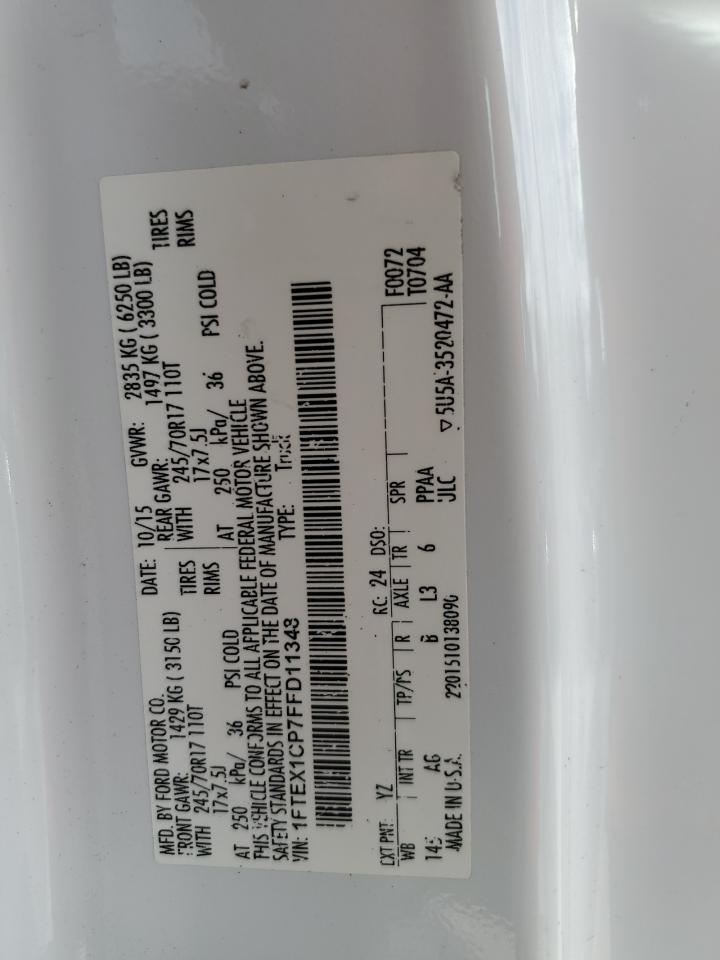 MFD. BY FORD MOTOR CO. DATE: 10/15 GVWR: 2835 KG ( 6250 LB)
FRONT GAWR: 1429 KG ( 3150 LB) REAR GAWR: 1497 KG ( 3300 LB)
WITH 245/70R17 110T TIRES WITH 245/70R17 110T TIRES
17x7.5J RIMS 17x7.5J RIMS
AT 250 kPa/ 36 PSI COLD AT 250 kPa/ 36 PSI COLD
THIS VEHICLE CONFORMS TO ALL APPLICABLE FEDERAL MOTOR VEHICLE
SAFETY STANDARDS IN EFFECT ON THE DATE OF MANUFACTURE SHOWN ABOVE.
VIN: 1FTEX1CP7FFD11348 TYPE: Truck
EXT PNT: YZ RC: 24 DSO: F0072
WB INT TR TP/PS R AXLE TR SPR T0704
145 AG B L3 6 PPAA
MADE IN U.S.A. 2201510138096 ULC ▽5U5A-3520472-AA